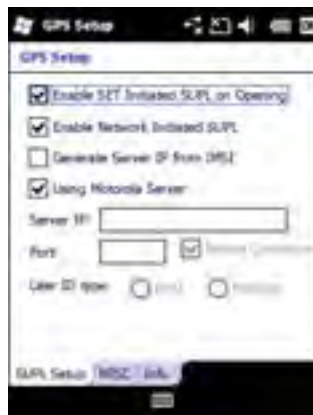 GPS Setup
GPS Setup
Enable SET Initiated SUPL on Opening
Enable Network Initiated SUPL
Generate Server IP from IMSI
Using Motorola Server
Server IP:
Port
User ID type
SUPL Setup MISC Info